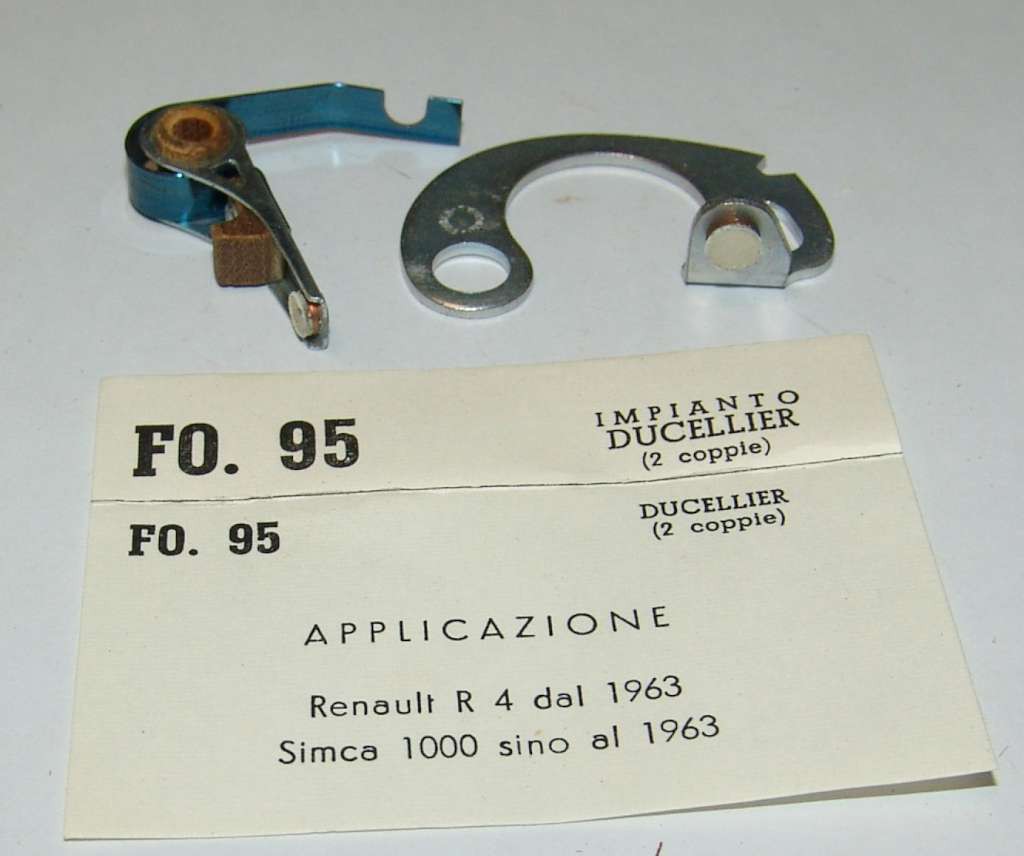 FO. 95
IMPIANTO
DUCELLIER
(2 coppie)
FO. 95
DUCELLIER
(2 coppie)
APPLICAZIONE
Renault R 4 dal 1963
Simca 1000 sino al 1963